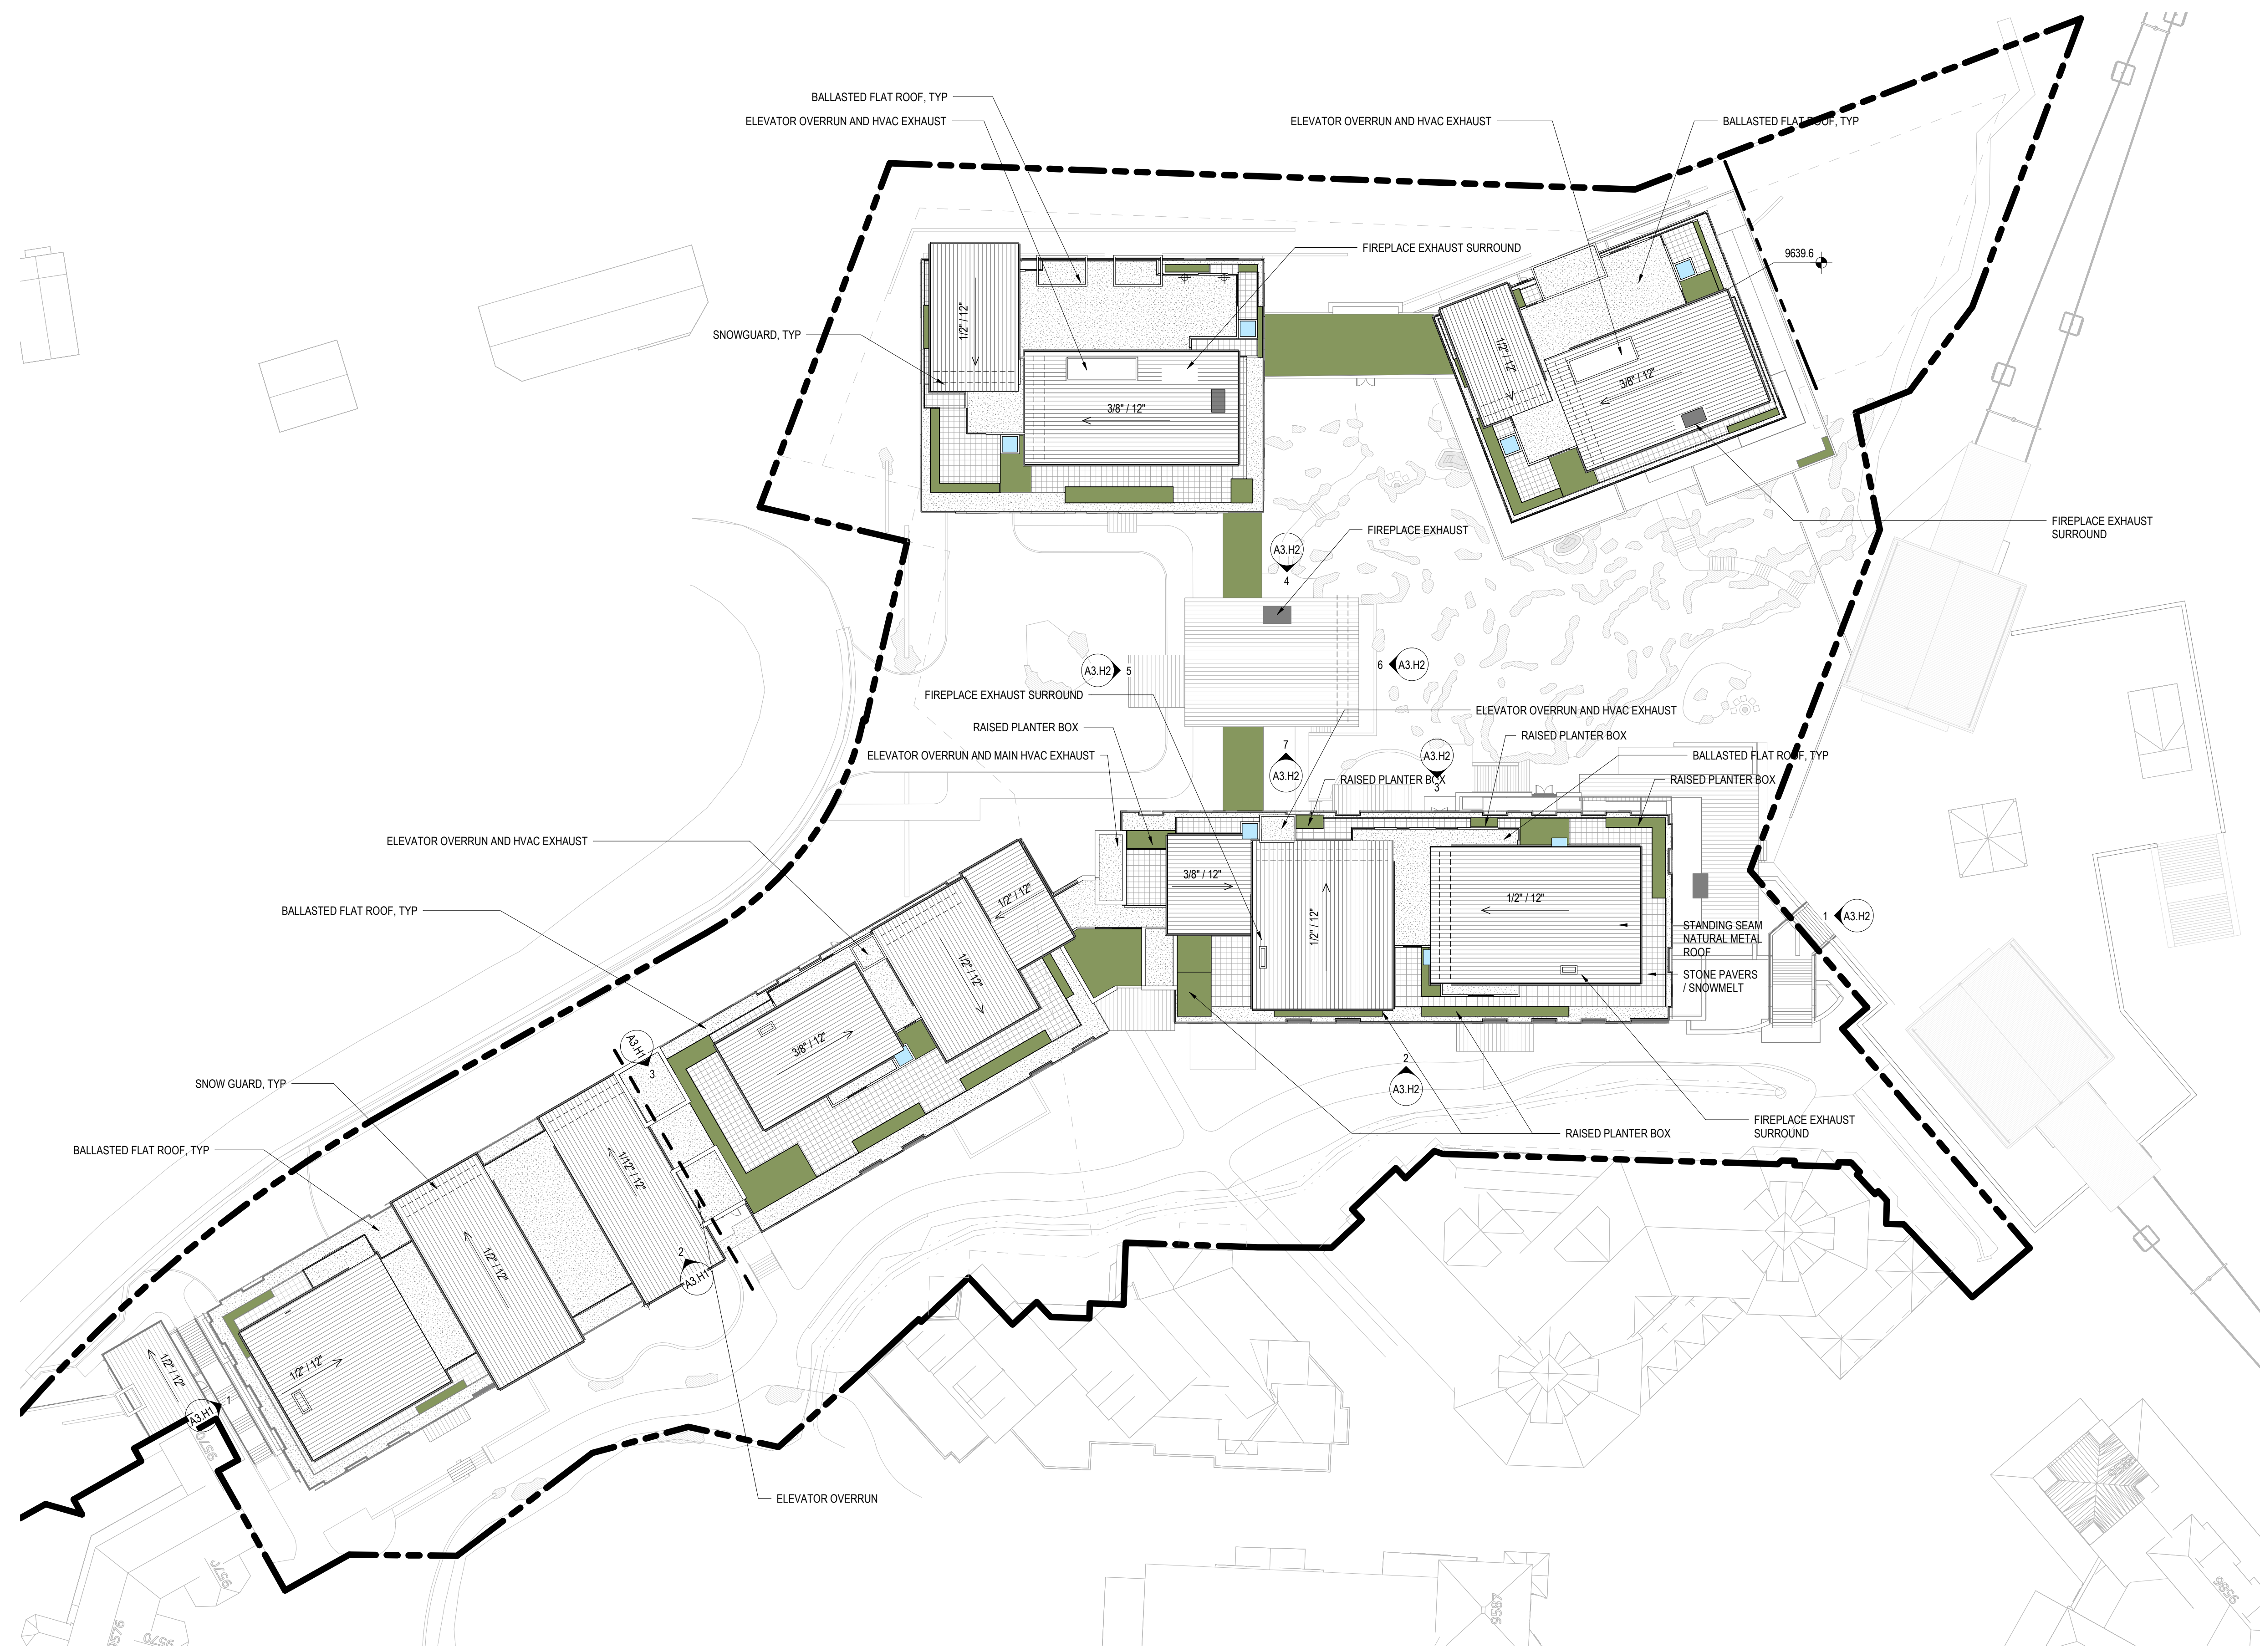 BALLASTED FLAT ROOF, TYP
ELEVATOR OVERRUN AND HVAC EXHAUST
ELEVATOR OVERRUN AND HVAC EXHAUST
BALLASTED FLAT ROOF, TYP
FIREPLACE EXHAUST SURROUND
9639.6
SNOWGUARD, TYP
1/2" / 12"
1/2" / 12"
3/8" / 12"
3/8" / 12"
FIREPLACE EXHAUST
SURROUND
FIREPLACE EXHAUST
A3.H2
4
A3.H2
5
6
A3.H2
FIREPLACE EXHAUST SURROUND
ELEVATOR OVERRUN AND HVAC EXHAUST
RAISED PLANTER BOX
RAISED PLANTER BOX
7
A3.H2
ELEVATOR OVERRUN AND MAIN HVAC EXHAUST
A3.H2
3
BALLASTED FLAT ROOF, TYP
RAISED PLANTER BOX
RAISED PLANTER BOX
ELEVATOR OVERRUN AND HVAC EXHAUST
3/8" / 12"
1/2" / 12"
1/2" / 12"
1/2" / 12"
BALLASTED FLAT ROOF, TYP
1
A3.H2
STANDING SEAM
NATURAL METAL
ROOF
STONE PAVERS
/ SNOWMELT
1/2" / 12"
3/8" / 12"
A3.H1
3
2
A3.H2
SNOW GUARD, TYP
FIREPLACE EXHAUST
SURROUND
RAISED PLANTER BOX
BALLASTED FLAT ROOF, TYP
1/12" / 12"
1/2" / 12"
2
A3.H1
1/2" / 12"
1/2" / 12"
1
A3.H1
9570
ELEVATOR OVERRUN
9585
9576
9570
9587
9586